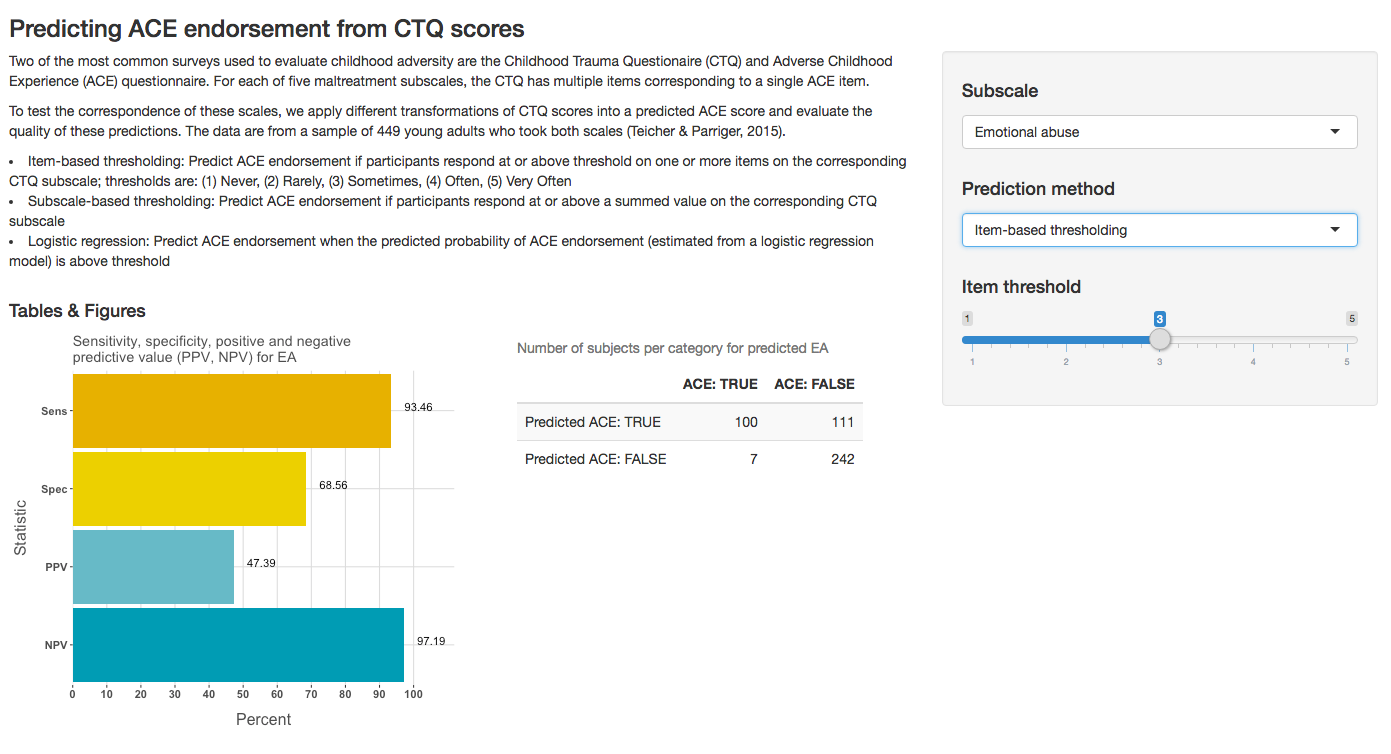 Predicting ACE endorsement from CTQ scores
Two of the most common surveys used to evaluate childhood adversity are the Childhood Trauma Questionaire (CTQ) and Adverse Childhood
Experience (ACE) questionnaire. For each of five maltreatment subscales, the CTQ has multiple items corresponding to a single ACE item.
To test the correspondence of these scales, we apply different transformations of CTQ scores into a predicted ACE score and evaluate the
quality of these predictions. The data are from a sample of 449 young adults who took both scales (Teicher & Parriger, 2015).
• Item-based thresholding: Predict ACE endorsement if participants respond at or above threshold on one or more items on the corresponding
CTQ subscale; thresholds are: (1) Never, (2) Rarely, (3) Sometimes, (4) Often, (5) Very Often
• Subscale-based thresholding: Predict ACE endorsement if participants respond at or above a summed value on the corresponding CTQ
subscale
• Logistic regression: Predict ACE endorsement when the predicted probability of ACE endorsement (estimated from a logistic regression
model) is above threshold
Subscale
Emotional abuse
Prediction method
Item-based thresholding
Item threshold
1 3 5
1 2 3 4 5
Tables & Figures
Sensitivity, specificity, positive and negative
predictive value (PPV, NPV) for EA
Statistic
Sens 93.46
Spec 68.56
PPV 47.39
NPV 97.19
0 10 20 30 40 50 60 70 80 90 100
Percent
Number of subjects per category for predicted EA
ACE: TRUE ACE: FALSE
Predicted ACE: TRUE 100 111
Predicted ACE: FALSE 7 242